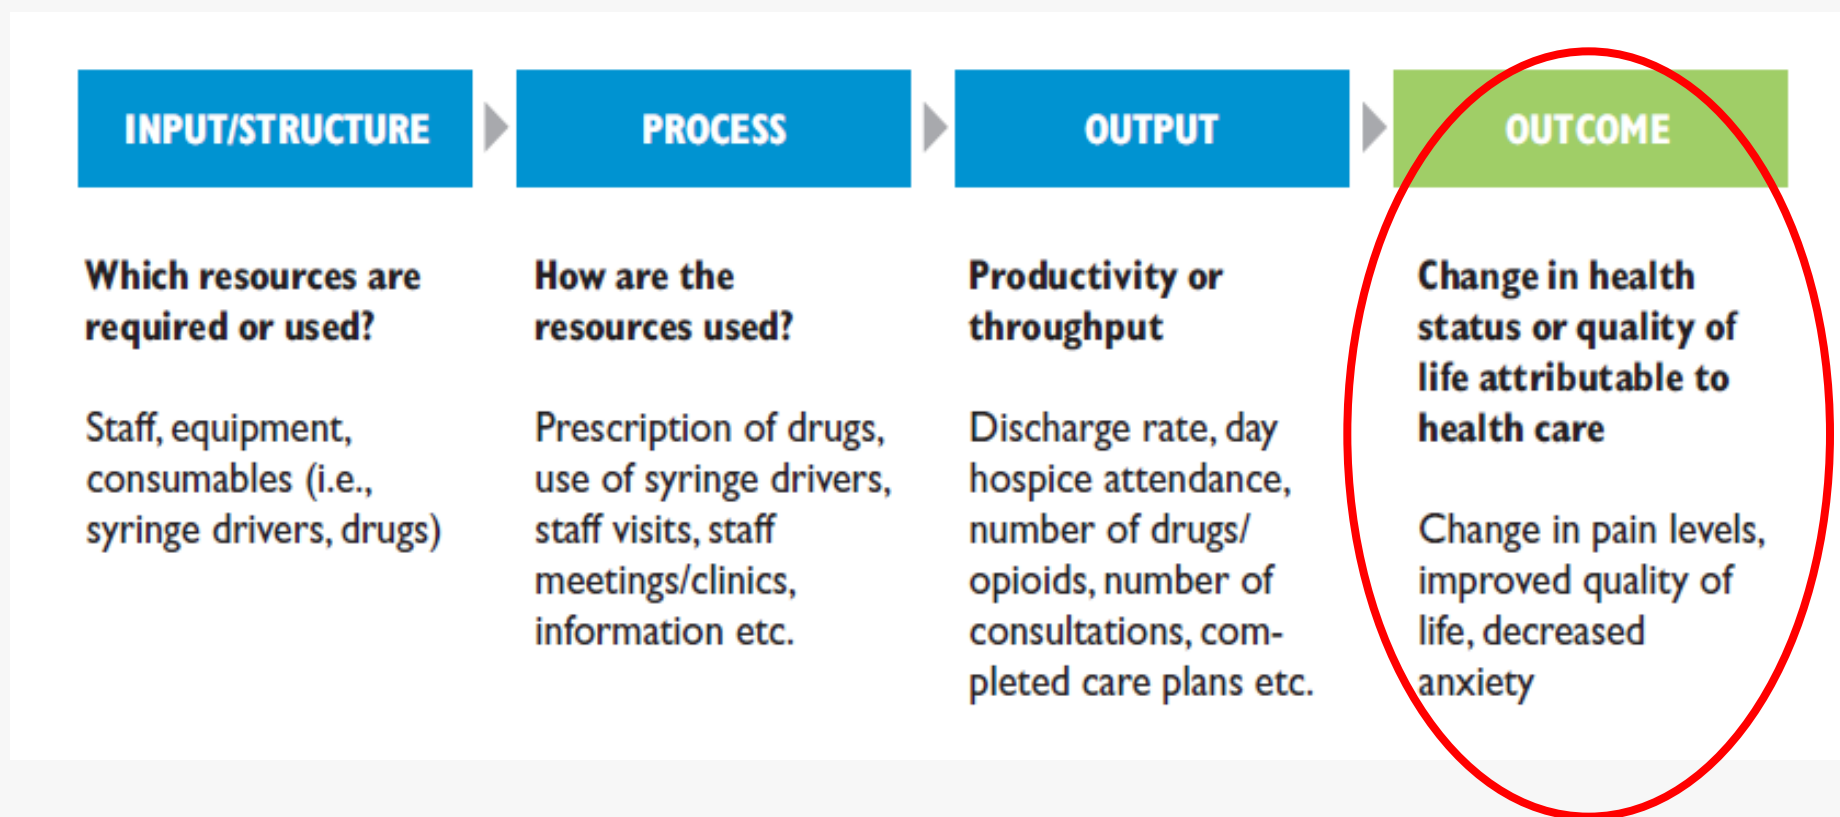 INPUT/STRUCTURE
PROCESS
OUTPUT
OUTCOME
Which resources are
required or used?
Staff, equipment,
consumables (i.e.,
syringe drivers, drugs)
How are the
resources used?
Prescription of drugs,
use of syringe drivers,
staff visits, staff
meetings/clinics,
information etc.
Productivity or
throughput
Discharge rate, day
hospice attendance,
number of drugs/
opioids, number of
consultations, com-
pleted care plans etc.
Change in health
status or quality of
life attributable to
health care
Change in pain levels,
improved quality of
life, decreased
anxiety